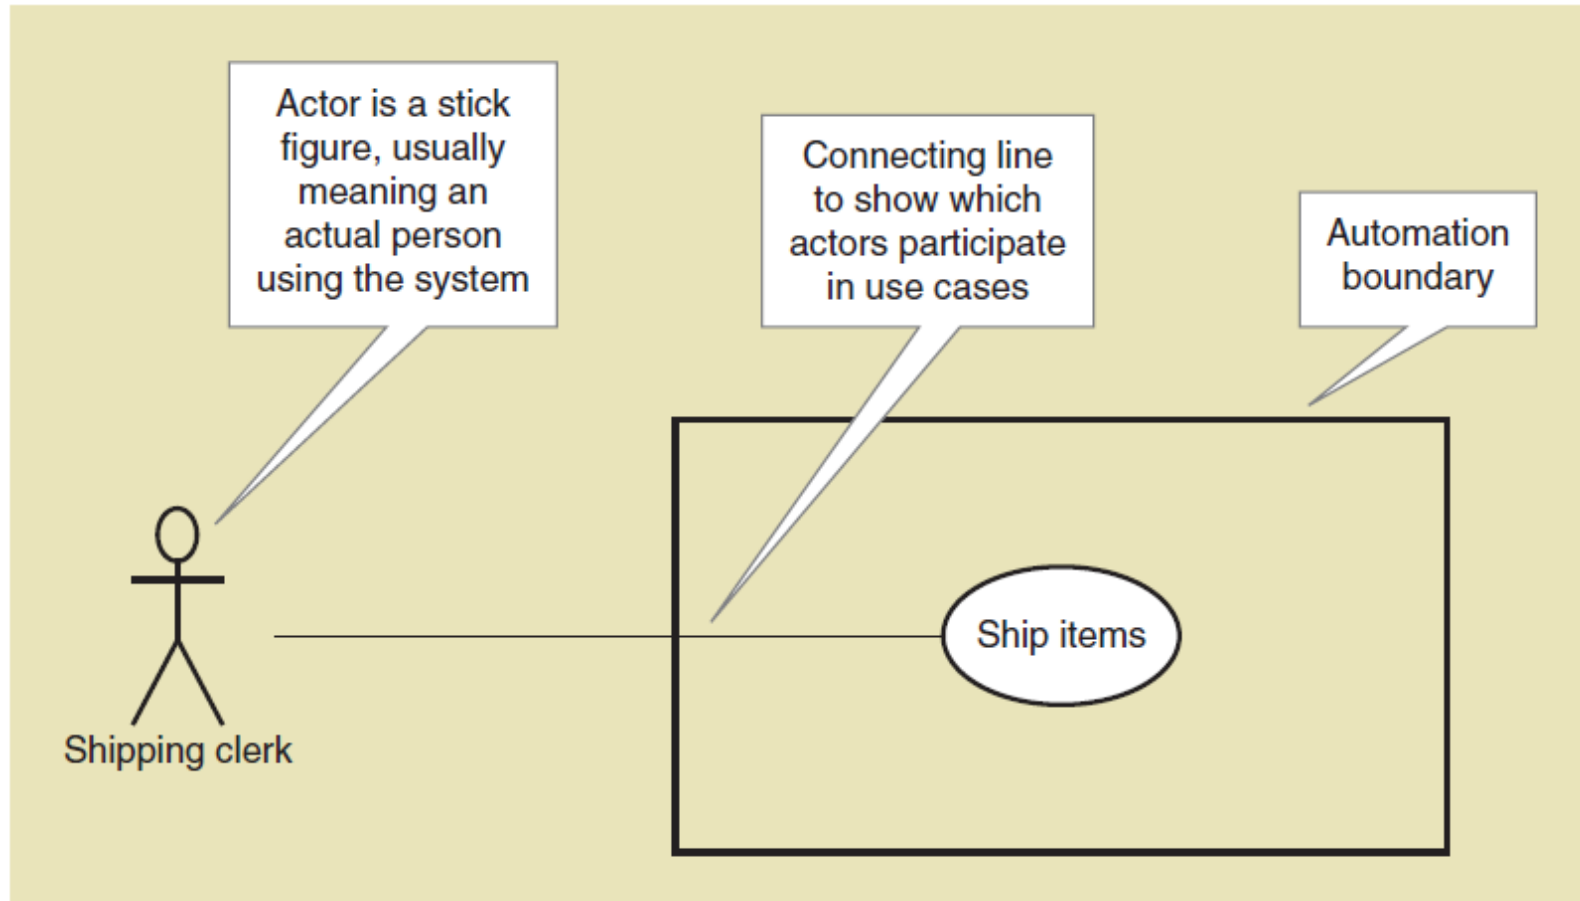 Actor is a stick
figure, usually
meaning an
actual person
using the system
Connecting line
to show which
actors participate
in use cases
Automation
boundary
Ship items
Shipping clerk